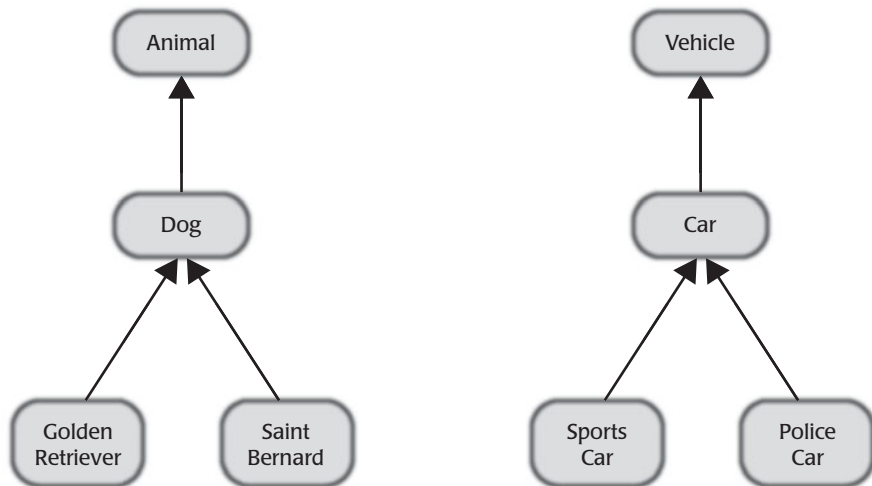 Animal
Vehicle
Dog
Car
Golden
Retriever
Saint
Bernard
Sports
Car
Police
Car